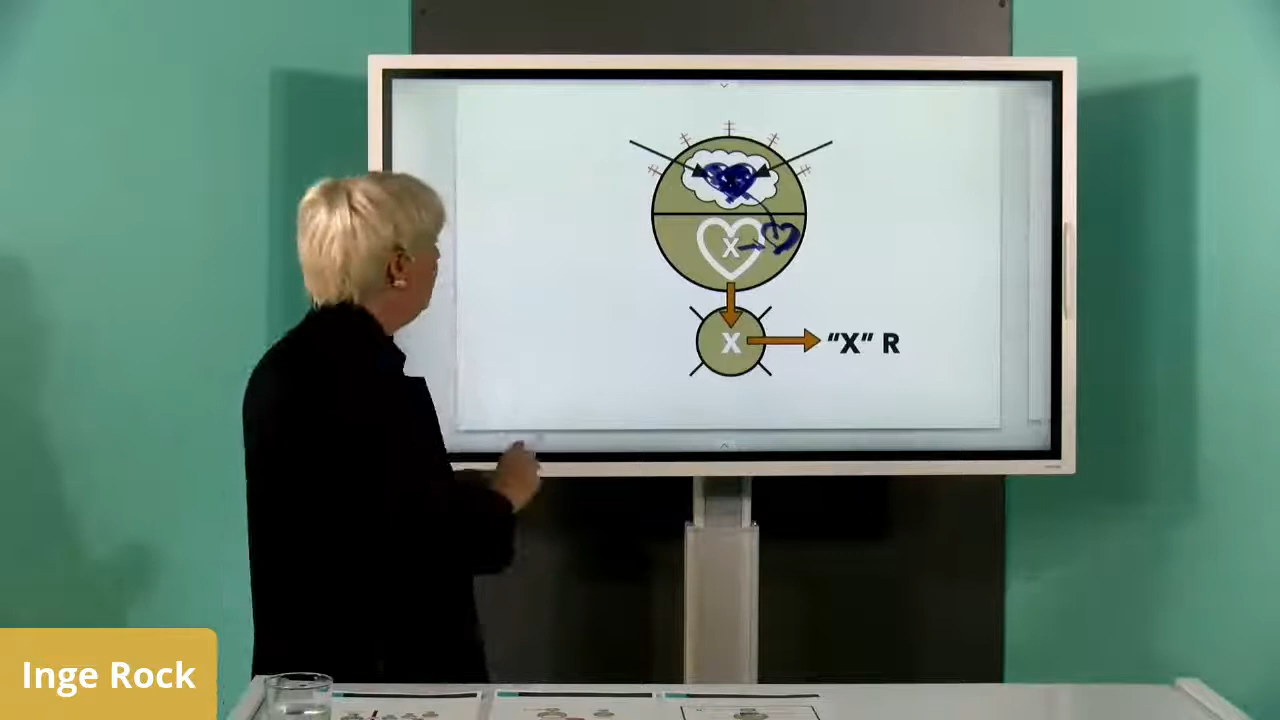 X
X
“X” R
Inge Rock